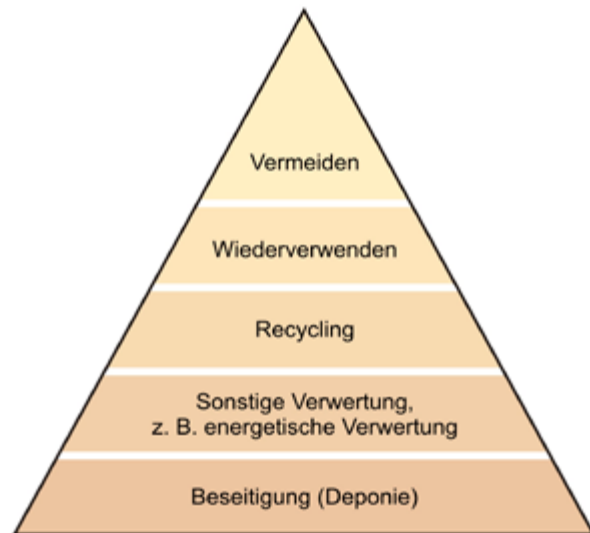 Vermeiden
Wiederverwenden
Recycling
Sonstige Verwertung,
z. B. energetische Verwertung
Beseitigung (Deponie)